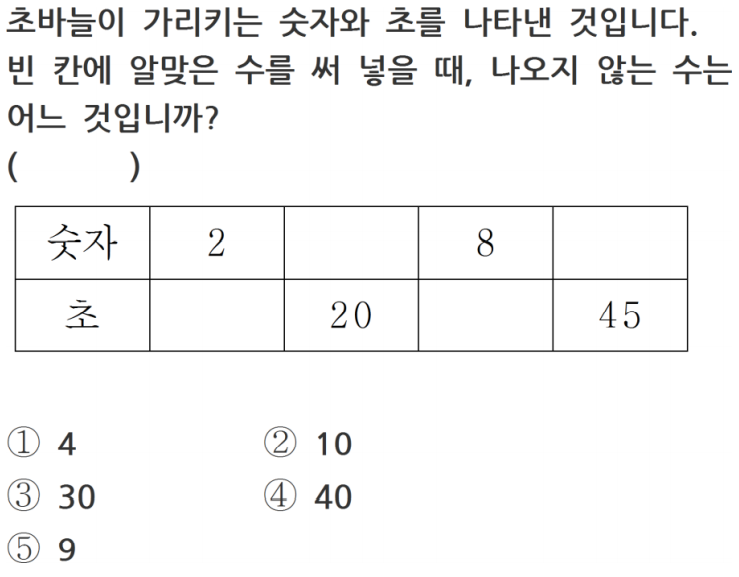 초바늘이 가리키는 숫자와 초를 나타낸 것입니다.
빈 칸에 알맞은 수를 써 넣을 때, 나오지 않는 수는
어느 것입니까?
( )
숫자 2 8
초 20 45
① 4 ② 10
③ 30 ④ 40
⑤ 9